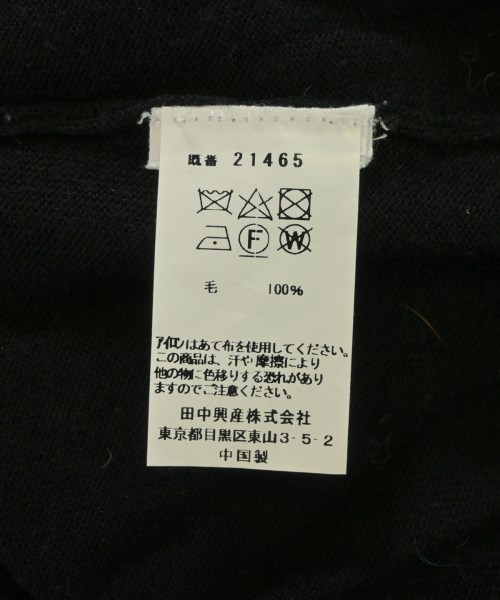 既番 21465
F W
毛 100%
アイロンはあて布を使用してください。
この商品は、汗や摩擦により
他の物に色移りする恐れがあり
ますのでご注意ください。
田中興産株式会社
東京都目黒区東山3-5-2
中国製